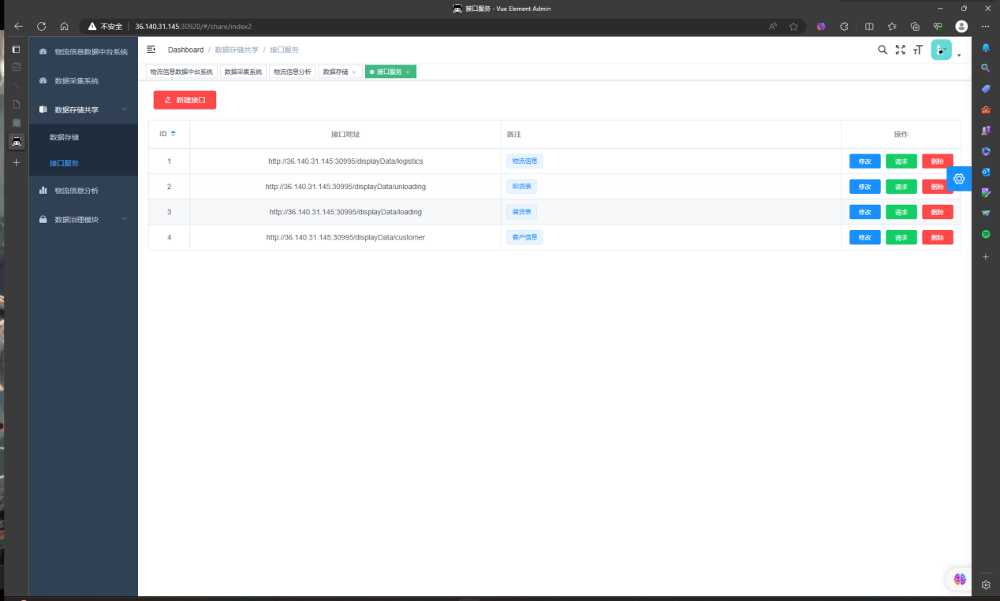 接口服务 - Vue Element Admin
不安全 36.140.31.145:30920/#/share/index2
物流信息数据中台系统
数据采集系统
数据存储共享
数据存储
接口服务
物流信息分析
数据治理模块
Dashboard / 数据存储共享 / 接口服务
物流信息数据中台系统 数据采集系统 物流信息分析 数据存储 × 接口服务 ×
新建接口
ID 接口地址 备注 操作
1 http://36.140.31.145:30995/displayData/logistics 物流信息 修改 请求 删除
2 http://36.140.31.145:30995/displayData/unloading 卸货表 修改 请求 删除
3 http://36.140.31.145:30995/displayData/loading 装货表 修改 请求 删除
4 http://36.140.31.145:30995/displayData/customer 客户信息 修改 请求 删除